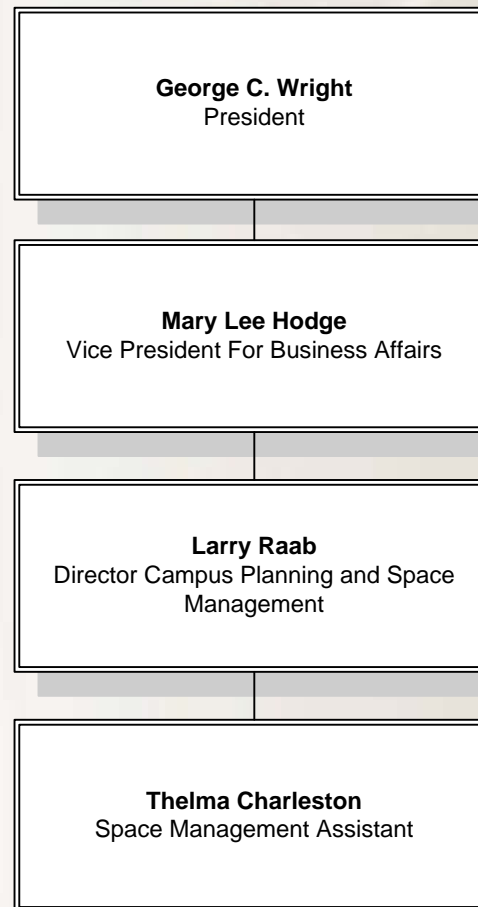 George C. Wright
President
Mary Lee Hodge
Vice President For Business Affairs
Larry Raab
Director Campus Planning and Space
Management
Thelma Charleston
Space Management Assistant